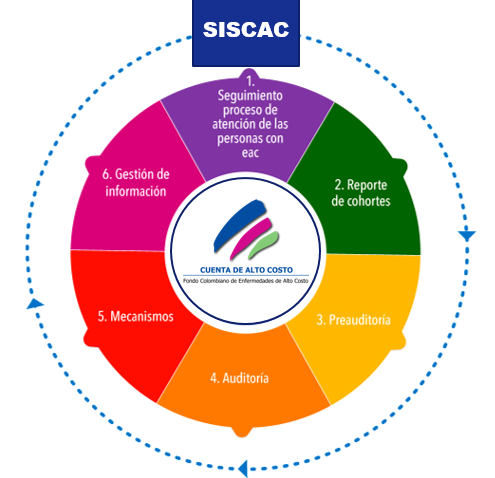 SISCAC
1.
Seguimiento
proceso de
atención de las
personas con
eac
2. Reporte
de cohortes
3. Preauditoría
4. Auditoría
5. Mecanismos
6. Gestión de
información
CUENTA DE ALTO COSTO
Fondo Colombiano de Enfermedades de Alto Costo